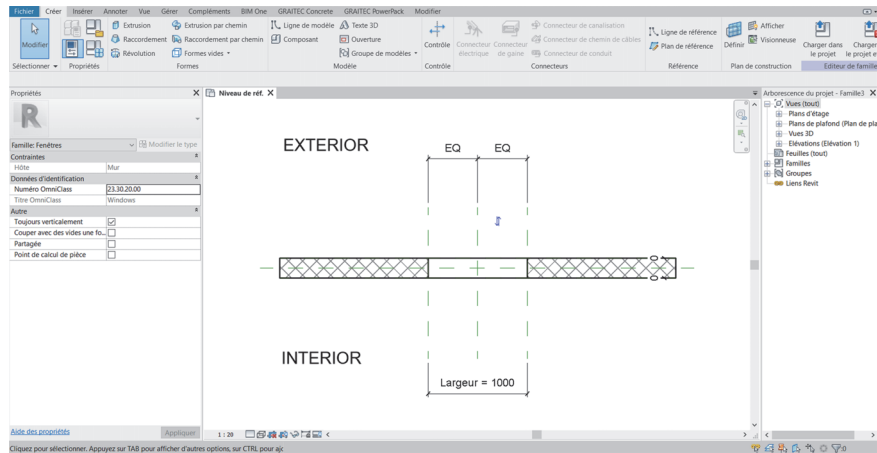 Fichier Créer Insérer Annoter Vue Gérer Compléments BIM One GRAITEC Concrete GRAITEC PowerPack Modifier
Modifier
Sélectionner
Propriétés
Extrusion
Raccordement
Révolution
Extrusion par chemin
Raccordement par chemin
Formes vides
Formes
Ligne de modèle
Composant
Texte 3D
Ouverture
Groupe de modèles
Modèle
Contrôle
Contrôle
Connecteur électrique
Connecteur de gaine
Connecteur de canalisation
Connecteur de chemin de câbles
Connecteur de conduit
Connecteurs
Ligne de référence
Plan de référence
Référence
Définir
Afficher
Visionneuse
Plan de construction
Charger dans
le projet
Charger
le projet et
Editeur de famille
Propriétés
Niveau de réf.
Arborescence du projet - Famille3
R
Famille: Fenêtres
Modifier le type
Contraintes
Hôte Mur
Données d'identification
Numéro OmniClass 23.30.20.00
Titre OmniClass Windows
Autre
Toujours verticalement
Couper avec des vides une fo...
Partagée
Point de calcul de pièce
Aide des propriétés
Appliquer
EXTERIOR
EQ EQ
INTERIOR
Largeur = 1000
Vues (tout)
Plans d'étage
Plans de plafond (Plan de pla
Vues 3D
Elévations (Elévation 1)
Feuilles (tout)
Familles
Groupes
Liens Revit
1 : 20
Cliquez pour sélectionner. Appuyez sur TAB pour afficher d'autres options, sur CTRL pour ajc
:0